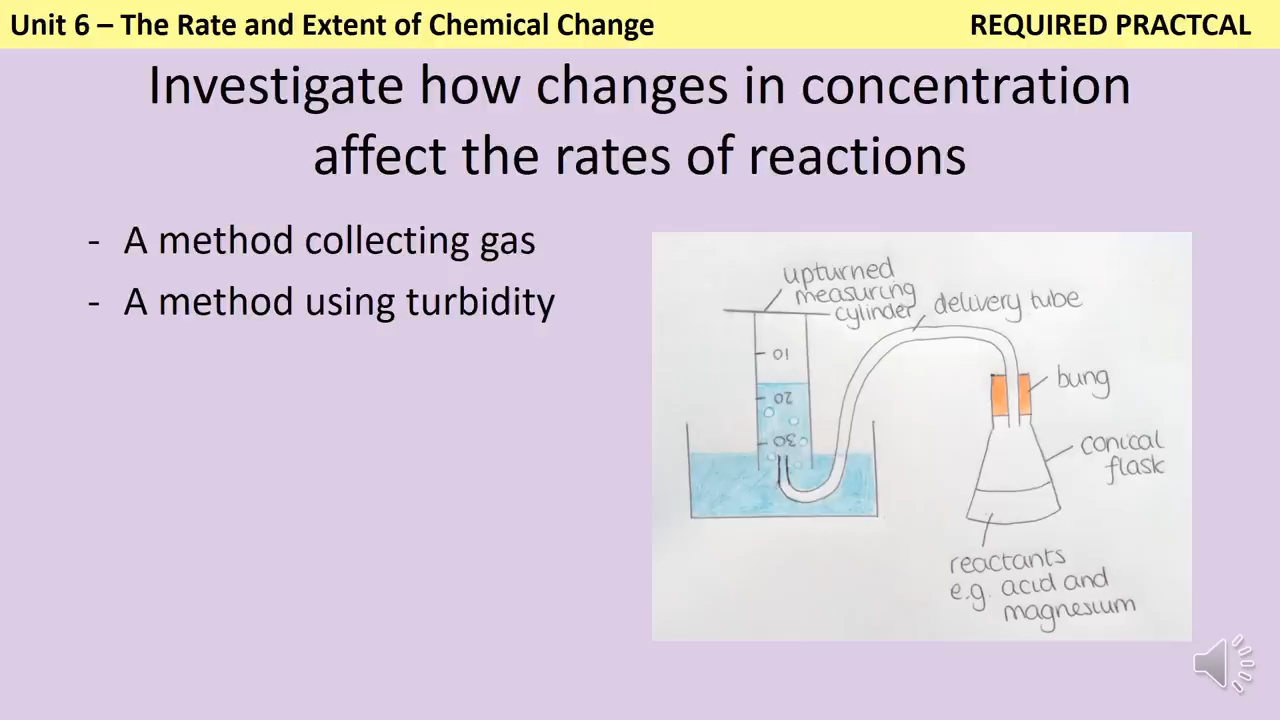 Unit 6 – The Rate and Extent of Chemical Change
REQUIRED PRACTCAL
Investigate how changes in concentration
affect the rates of reactions
- A method collecting gas
- A method using turbidity
upturned
measuring
cylinder
delivery tube
10
20
30
bung
conical
flask
reactants
e.g. acid and
magnesium